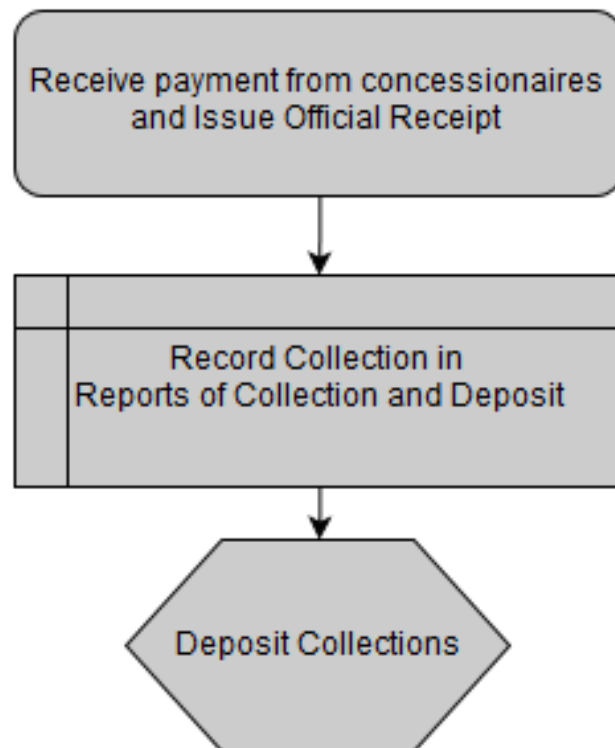 Receive payment from concessionaires
and Issue Official Receipt
Record Collection in
Reports of Collection and Deposit
Deposit Collections